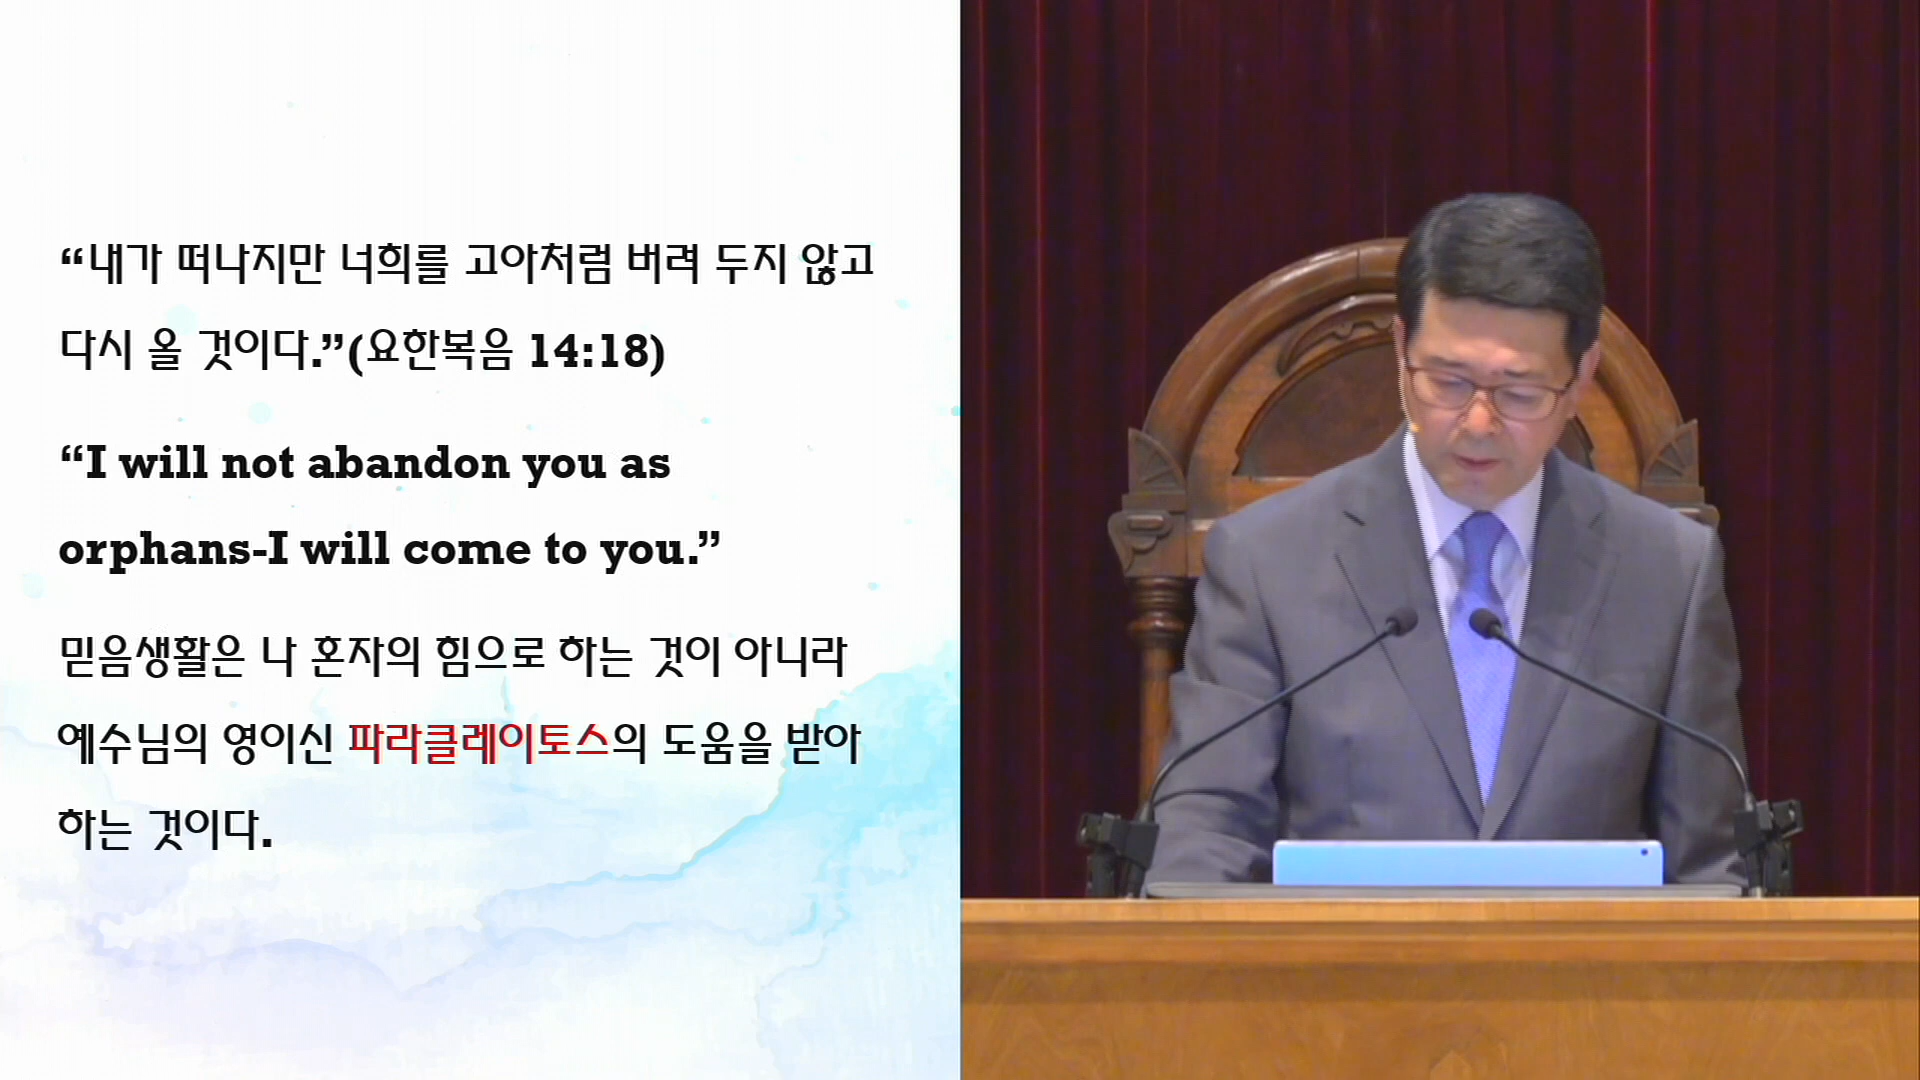 “내가 떠나지만 너희를 고아처럼 버려 두지 않고
다시 올 것이다.”(요한복음 14:18)
“I will not abandon you as
orphans-I will come to you.”
믿음생활은 나 혼자의 힘으로 하는 것이 아니라
예수님의 영이신 파라클레이토스의 도움을 받아
하는 것이다.